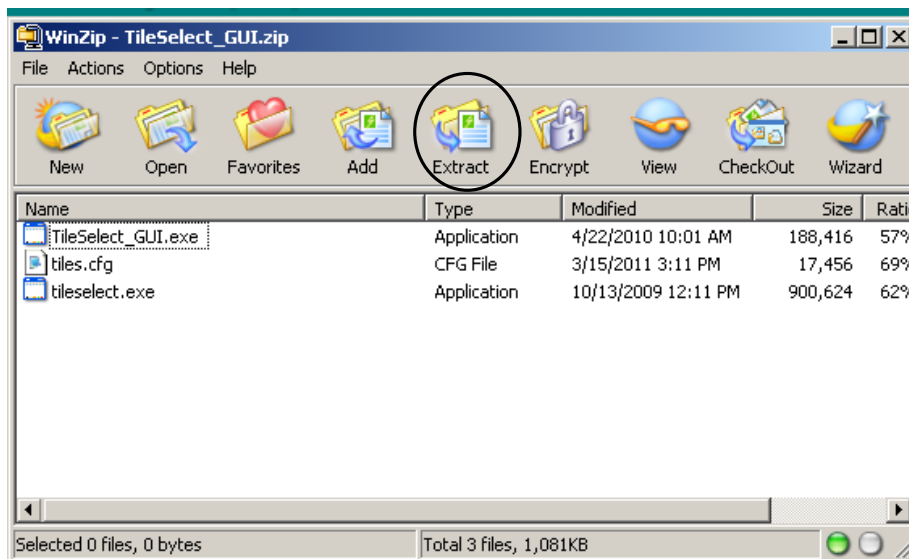 WinZip - TileSelect_GUI.zip
File Actions Options Help
New Open Favorites Add Extract Encrypt View CheckOut Wizard
Name Type Modified Size Rati
TileSelect_GUI.exe Application 4/22/2010 10:01 AM 188,416 57%
tiles.cfg CFG File 3/15/2011 3:11 PM 17,456 69%
tileselect.exe Application 10/13/2009 12:11 PM 900,624 62%
Selected 0 files, 0 bytes Total 3 files, 1,081KB